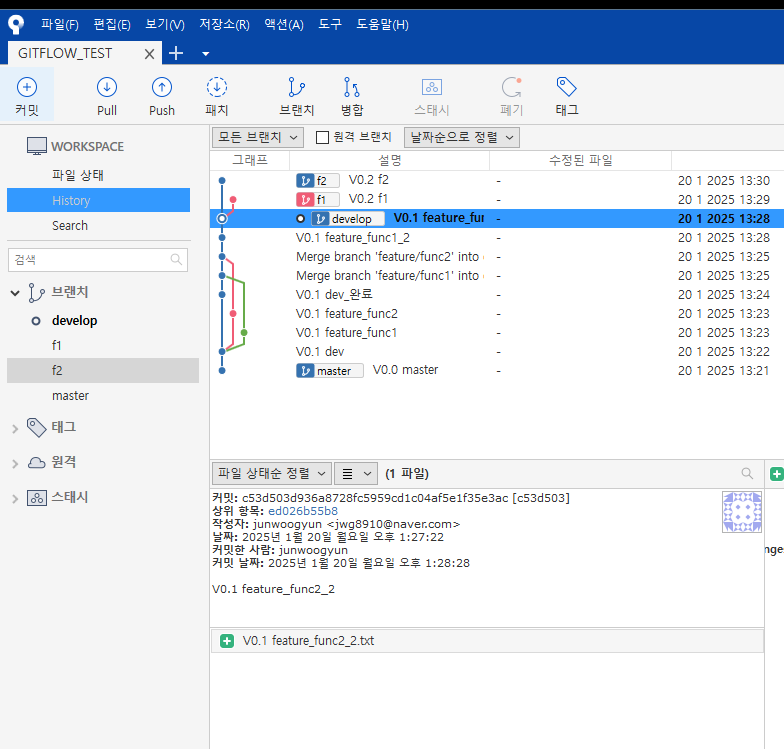 파일(F) 편집(E) 보기(V) 저장소(R) 액션(A) 도구 도움말(H)
GITFLOW_TEST
커밋 Pull Push 패치 브랜치 병합 스태시 폐기 태그
WORKSPACE
파일 상태
History
Search
검색
브랜치
develop
f1
f2
master
태그
원격
스태시
모든 브랜치 원격 브랜치 날짜순으로 정렬
그래프 설명 수정된 파일
f2 V0.2 f2 - 20 1 2025 13:30
f1 V0.2 f1 - 20 1 2025 13:29
develop V0.1 feature_fur - 20 1 2025 13:28
V0.1 feature_func1_2 - 20 1 2025 13:28
Merge branch 'feature/func2' into - 20 1 2025 13:25
Merge branch 'feature/func1' into - 20 1 2025 13:25
V0.1 dev_완료 - 20 1 2025 13:24
V0.1 feature_func2 - 20 1 2025 13:23
V0.1 feature_func1 - 20 1 2025 13:23
V0.1 dev - 20 1 2025 13:22
master V0.0 master - 20 1 2025 13:21
파일 상태순 정렬 (1 파일)
커밋: c53d503d936a8728fc5959cd1c04af5e1f35e3ac [c53d503]
상위 항목: ed026b55b8
작성자: junwoogyun <jwg8910@naver.com>
날짜: 2025년 1월 20일 월요일 오후 1:27:22
커밋한 사람: junwoogyun
커밋 날짜: 2025년 1월 20일 월요일 오후 1:28:28
V0.1 feature_func2_2
V0.1 feature_func2_2.txt
nge